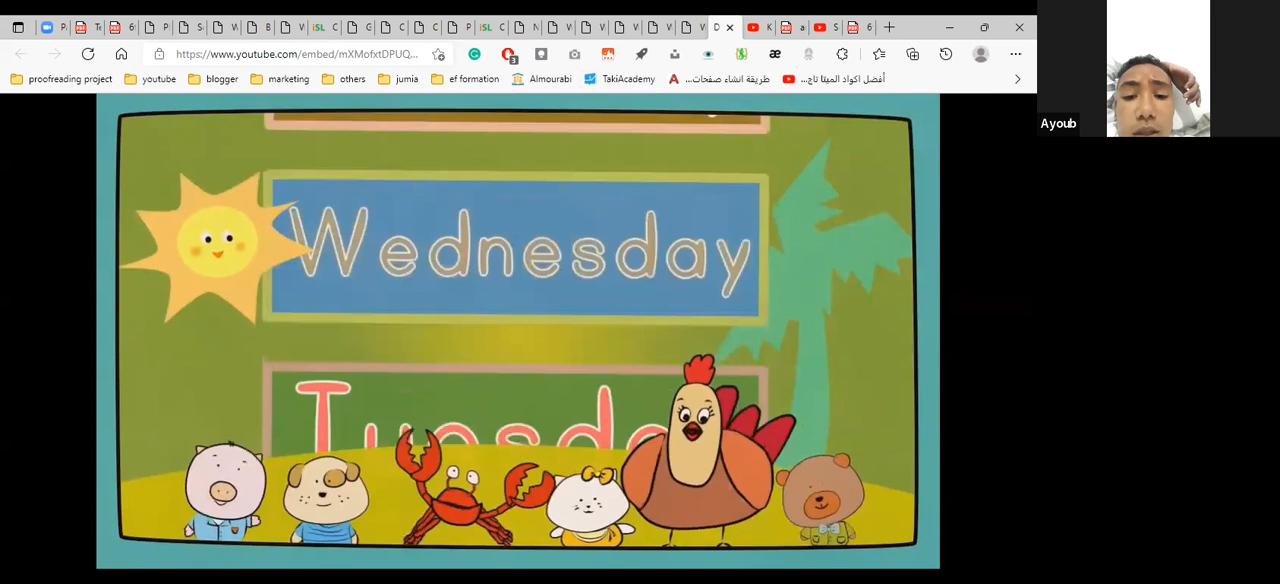 https://www.youtube.com/embed/mXMofxtDPUQ...
proofreading project
youtube
blogger
marketing
others
jumia
ef formation
Almourabi
TakiAcademy
طريقة انشاء صفحات...
أفضل اكواد الميتا تاج...
Ayoub
Wednesday